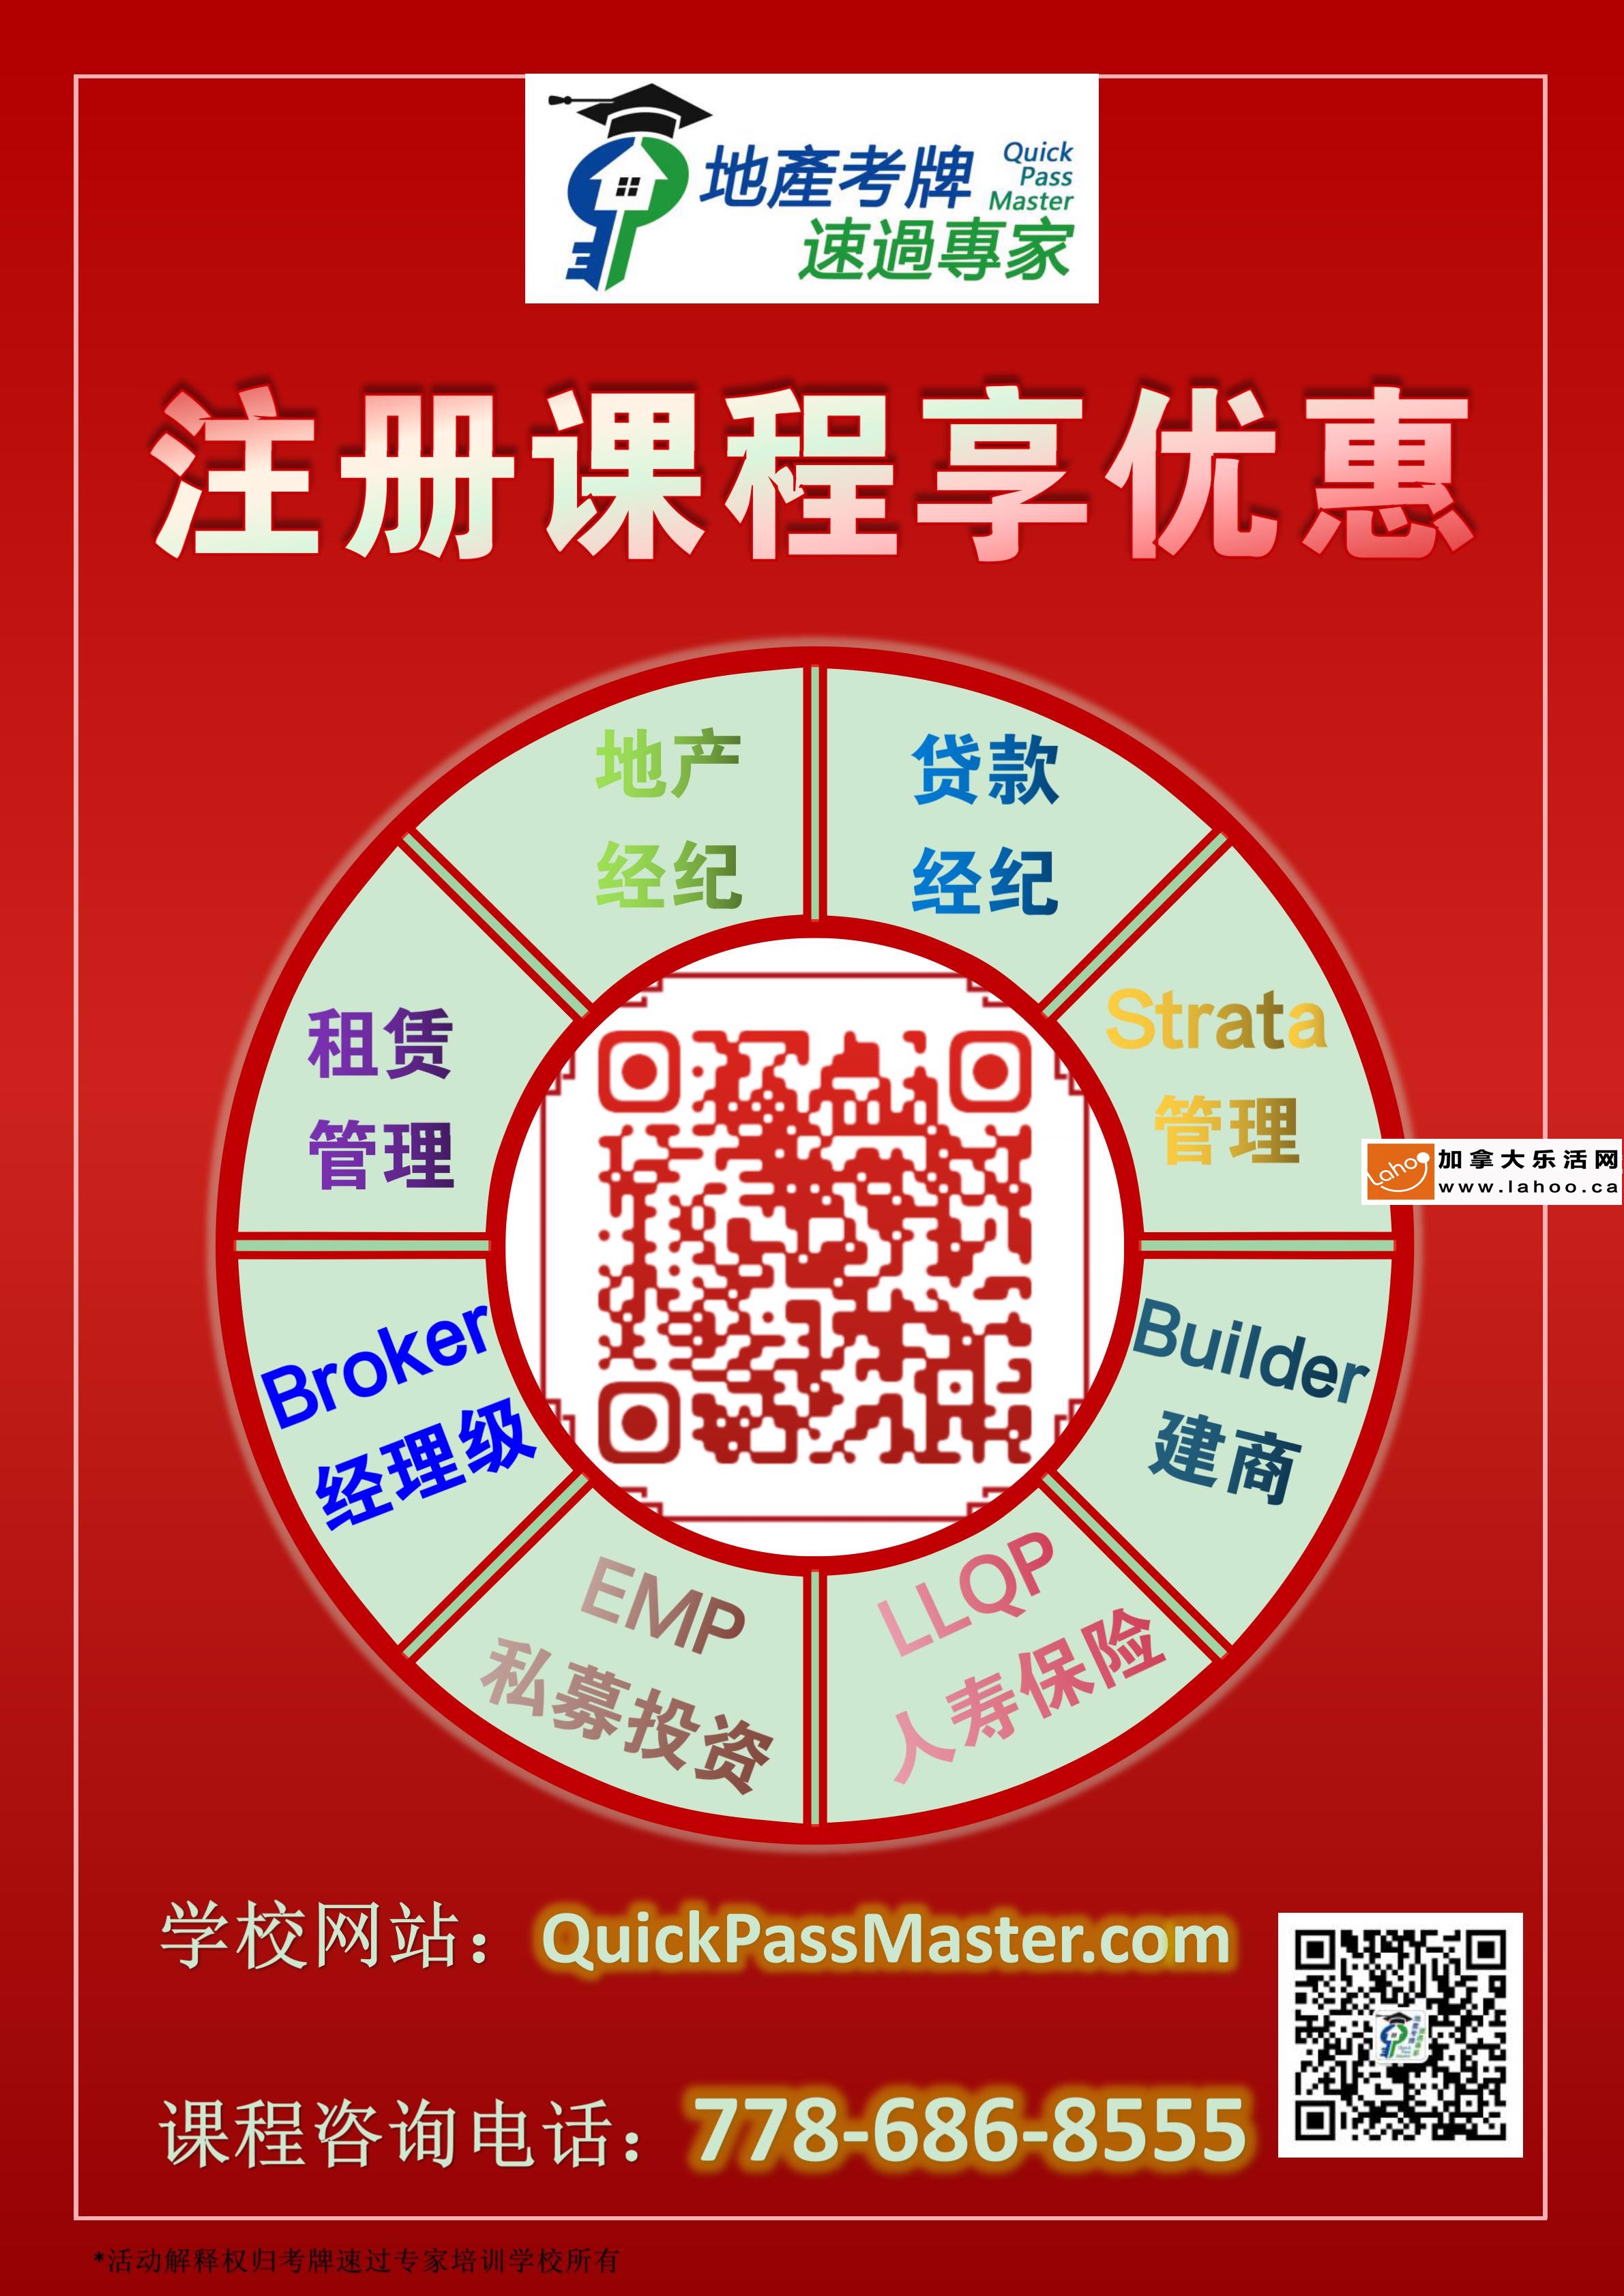 地產考牌
Quick
Pass
Master
速過專家
注册课程享优惠
地产
经纪
贷款
经纪
租赁
管理
Strata
管理
加拿大乐活网
www.lahoo.ca
Lahoo
Broker
经理级
Builder
建商
EMP
私募投资
LLQP
人寿保险
学校网站：QuickPassMaster.com
课程咨询电话：778-686-8555
*活动解释权归考牌速过专家培训学校所有